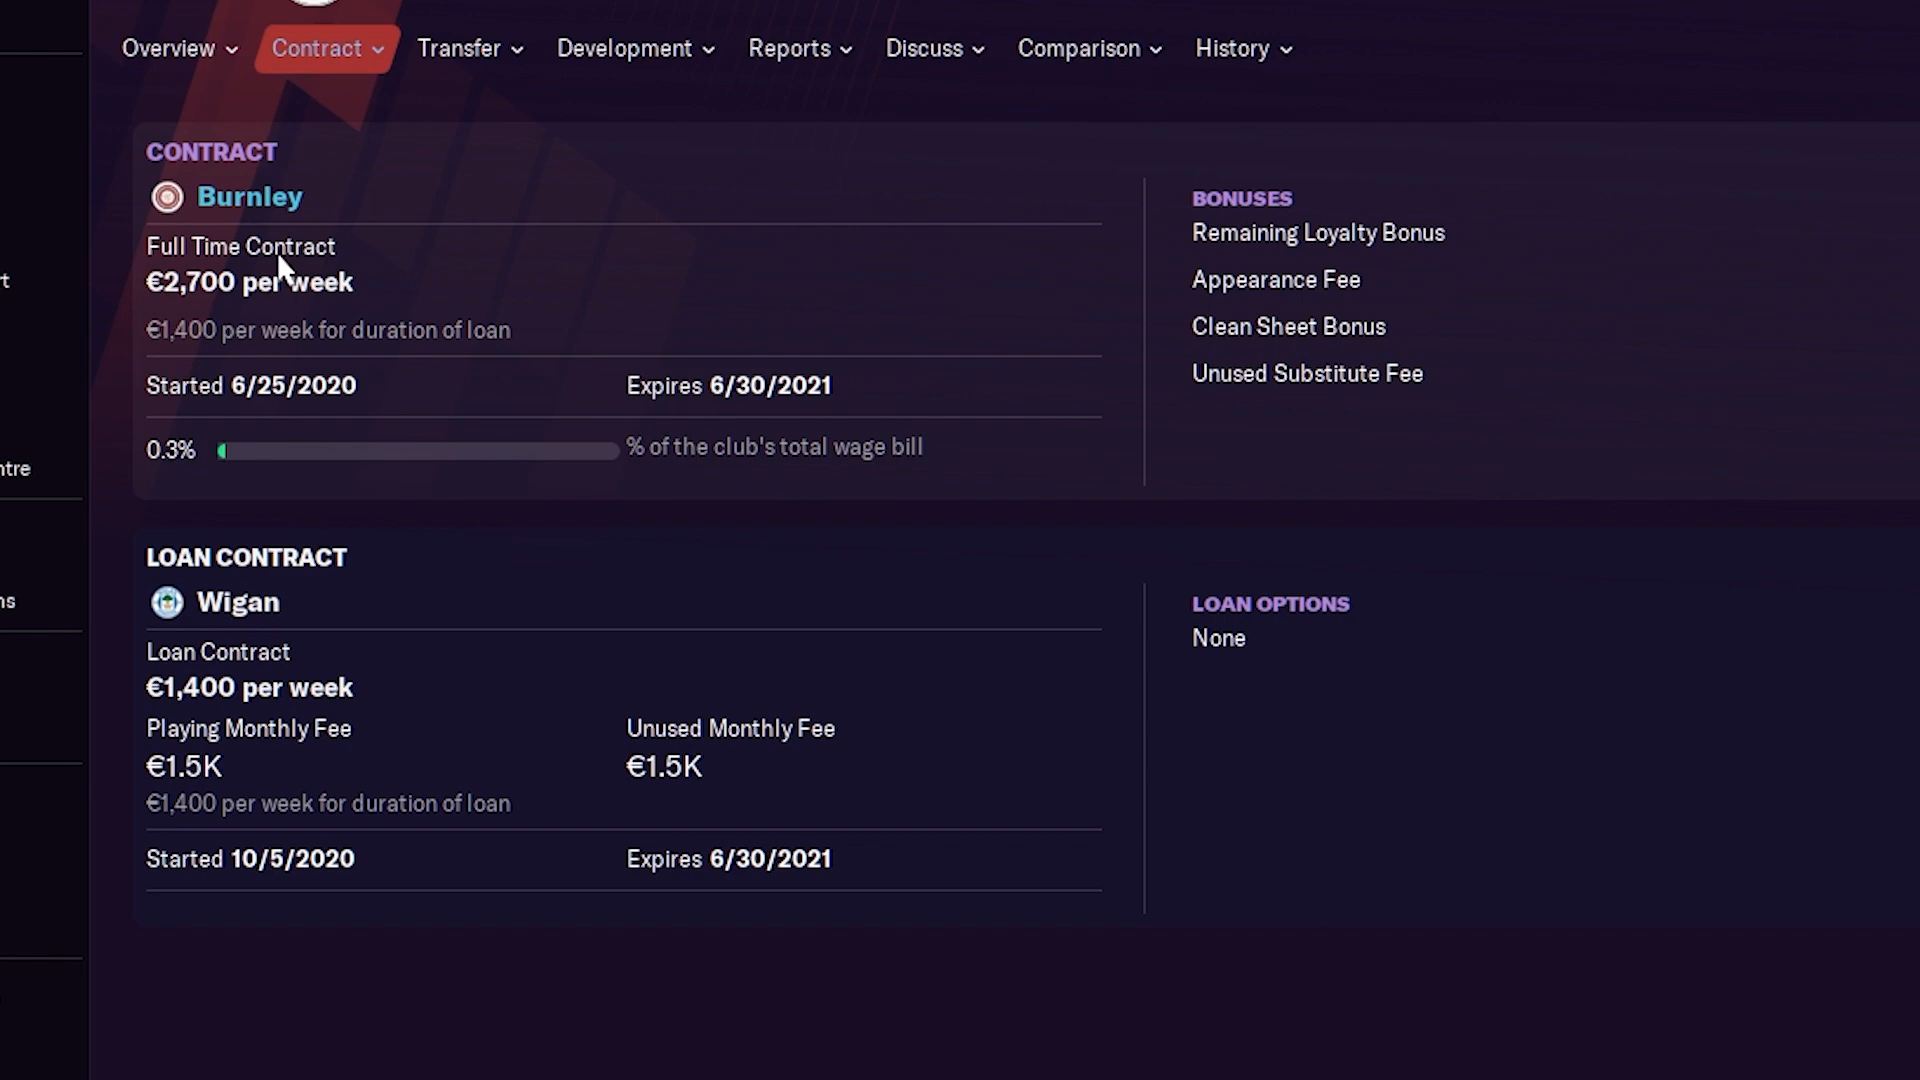 Overview Contract Transfer Development Reports Discuss Comparison History
CONTRACT
Burnley
Full Time Contract
€2,700 per week
€1,400 per week for duration of loan
Started 6/25/2020 Expires 6/30/2021
0.3% % of the club's total wage bill
BONUSES
Remaining Loyalty Bonus
Appearance Fee
Clean Sheet Bonus
Unused Substitute Fee
LOAN CONTRACT
Wigan
Loan Contract
€1,400 per week
Playing Monthly Fee Unused Monthly Fee
€1.5K €1.5K
€1,400 per week for duration of loan
Started 10/5/2020 Expires 6/30/2021
LOAN OPTIONS
None
t
ntre
ns